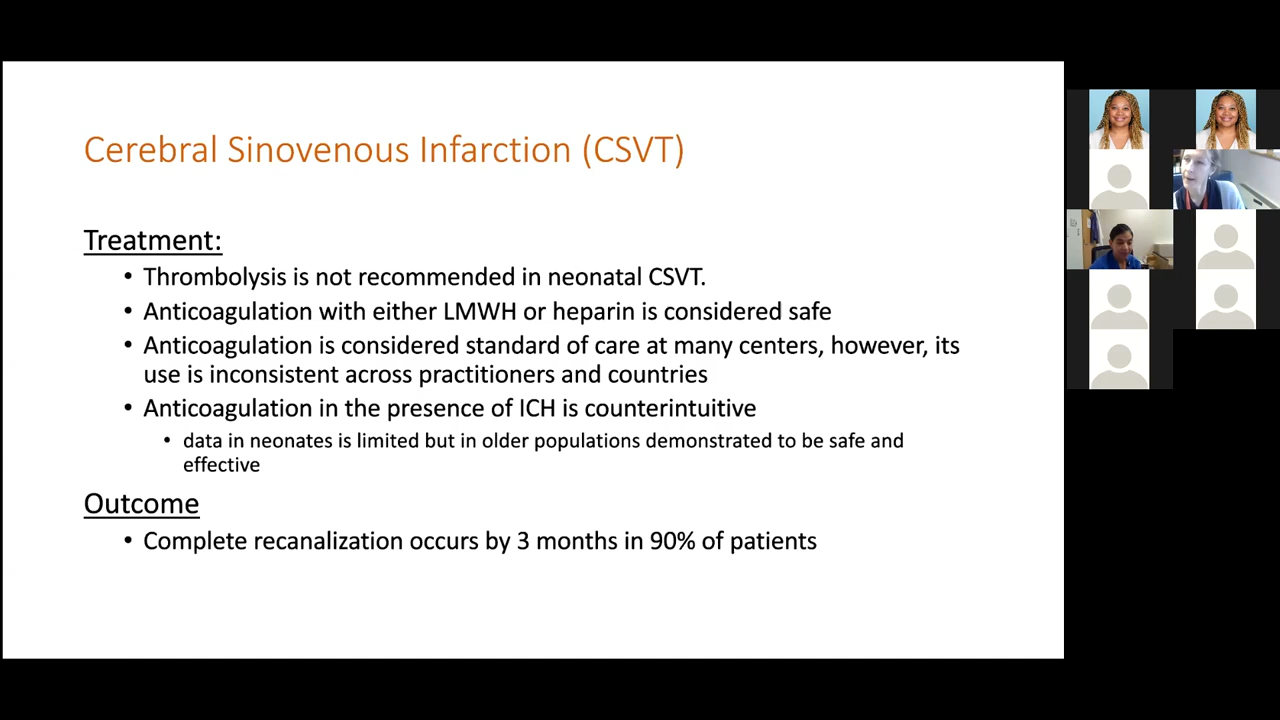 Cerebral Sinovenous Infarction (CSVT)
Treatment:
• Thrombolysis is not recommended in neonatal CSVT.
• Anticoagulation with either LMWH or heparin is considered safe
• Anticoagulation is considered standard of care at many centers, however, its
use is inconsistent across practitioners and countries
• Anticoagulation in the presence of ICH is counterintuitive
• data in neonates is limited but in older populations demonstrated to be safe and
effective
Outcome
• Complete recanalization occurs by 3 months in 90% of patients